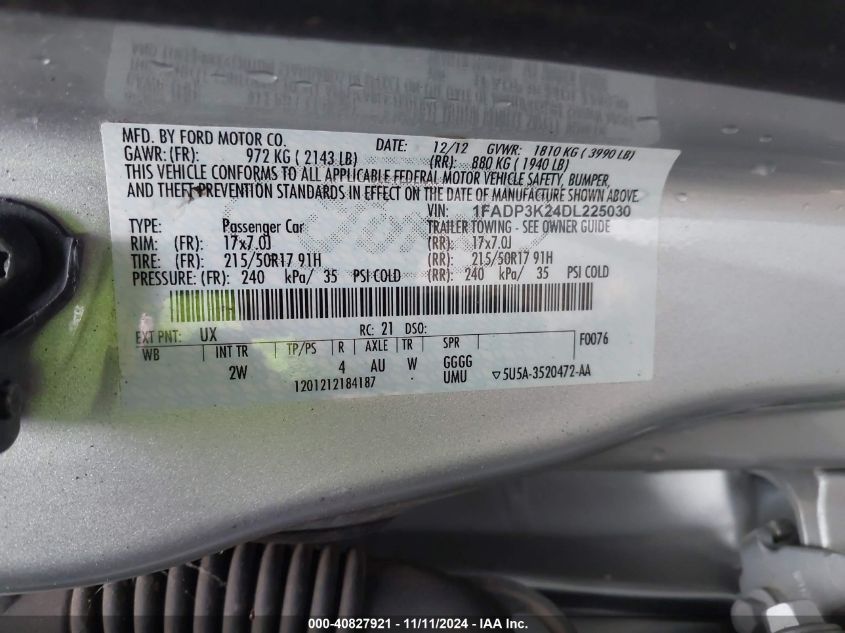 MFD. BY FORD MOTOR CO. DATE: 12/12 GVWR: 1810 KG ( 3990 LB)
GAWR: (FR): 972 KG ( 2143 LB) (RR): 880 KG ( 1940 LB)
THIS VEHICLE CONFORMS TO ALL APPLICABLE FEDERAL MOTOR VEHICLE SAFETY, BUMPER,
AND THEFT PREVENTION STANDARDS IN EFFECT ON THE DATE OF MANUFACTURE SHOWN ABOVE.
VIN: 1FADP3K24DL225030
TYPE: Passenger Car TRAILER TOWING - SEE OWNER GUIDE
RIM: (FR): 17x7.0J (RR): 17x7.0J
TIRE: (FR): 215/50R17 91H (RR): 215/50R17 91H
PRESSURE: (FR): 240 kPa/ 35 PSI COLD (RR): 240 kPa/ 35 PSI COLD
EXT PNT: UX RC: 21 DSO: F0076
WB INT TR TP/PS R AXLE TR SPR
2W 4 AU W GGGG
1201212184187 UMU ▽5U5A-3520472-AA
000-40827921 - 11/11/2024 - IAAI.com